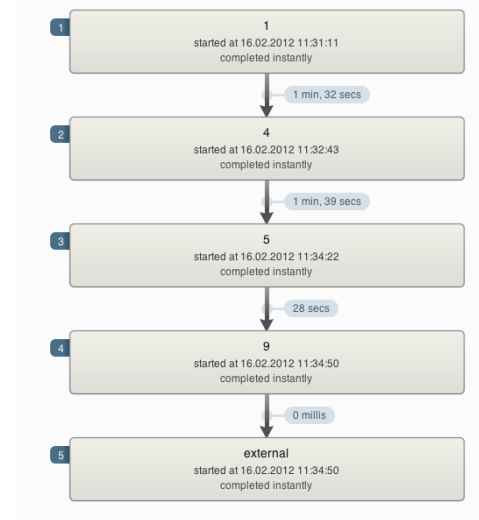 1
1
started at 16.02.2012 11:31:11
completed instantly
1 min, 32 secs
2
4
started at 16.02.2012 11:32:43
completed instantly
1 min, 39 secs
3
5
started at 16.02.2012 11:34:22
completed instantly
28 secs
4
9
started at 16.02.2012 11:34:50
completed instantly
0 millis
5
external
started at 16.02.2012 11:34:50
completed instantly